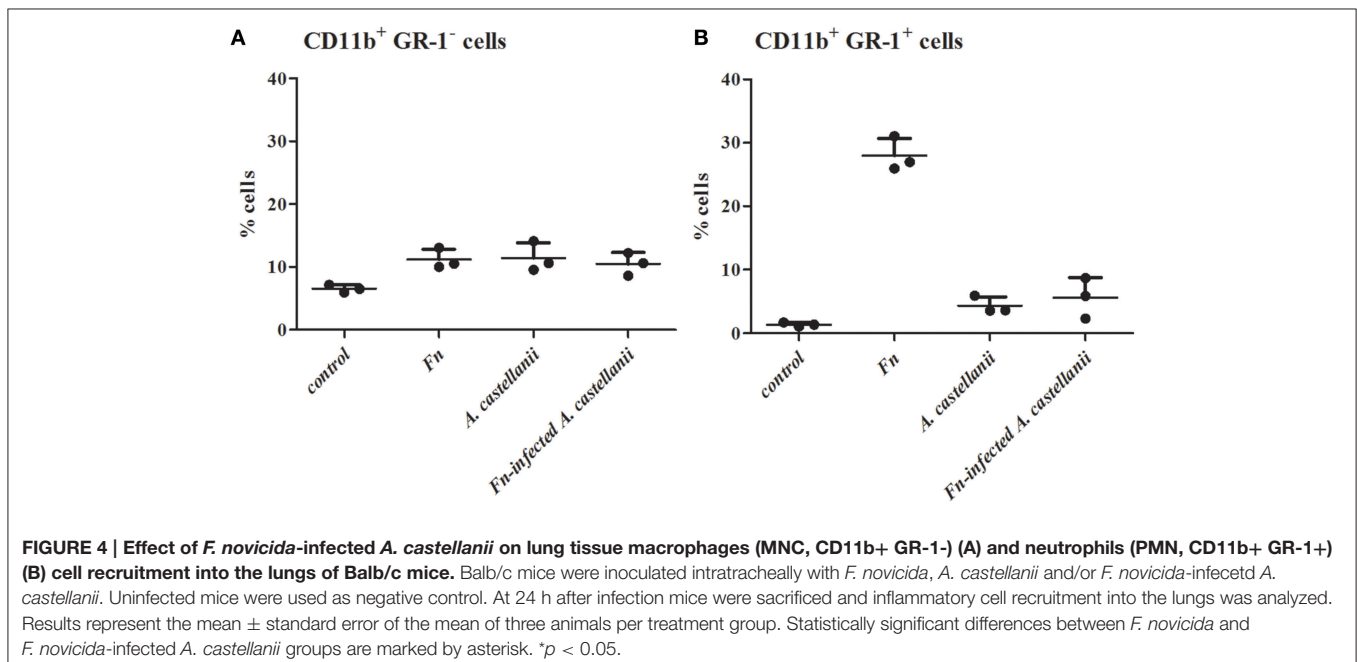 A CD11b+ GR-1- cells
40
30
20
10
0
% cells
control
Fn
A. castellanii
Fn-infected A. castellanii
B CD11b+ GR-1+ cells
40
30
20
10
0
% cells
control
Fn
A. castellanii
Fn-infected A. castellanii
FIGURE 4 | Effect of F. novicida-infected A. castellanii on lung tissue macrophages (MNC, CD11b+ GR-1-) (A) and neutrophils (PMN, CD11b+ GR-1+)
(B) cell recruitment into the lungs of Balb/c mice. Balb/c mice were inoculated intratracheally with F. novicida, A. castellanii and/or F. novicida-infecetd A.
castellanii. Uninfected mice were used as negative control. At 24 h after infection mice were sacrificed and inflammatory cell recruitment into the lungs was analyzed.
Results represent the mean ± standard error of the mean of three animals per treatment group. Statistically significant differences between F. novicida and
F. novicida-infected A. castellanii groups are marked by asterisk. *p < 0.05.